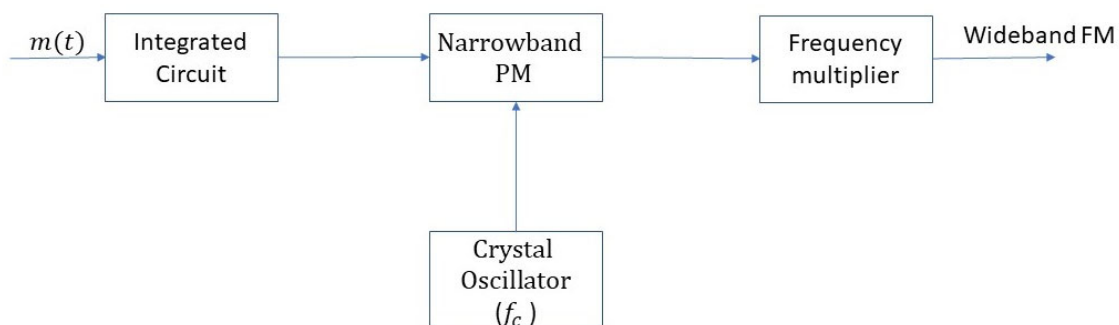 m(t)
Integrated
Circuit
Narrowband
PM
Frequency
multiplier
Wideband FM
Crystal
Oscillator
(f_c )